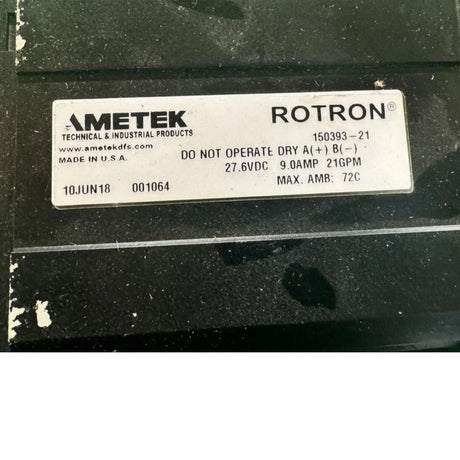 AMETEK ROTRON®
TECHNICAL & INDUSTRIAL PRODUCTS
www.ametekdfs.com 150393-21
MADE IN U.S.A. DO NOT OPERATE DRY A(+) B(-)
27.6VDC 9.0AMP 21GPM
10JUN18 001064 MAX. AMB: 72C